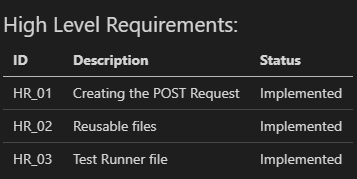 High Level Requirements:
ID Description Status
HR_01 Creating the POST Request Implemented
HR_02 Reusable files Implemented
HR_03 Test Runner file Implemented